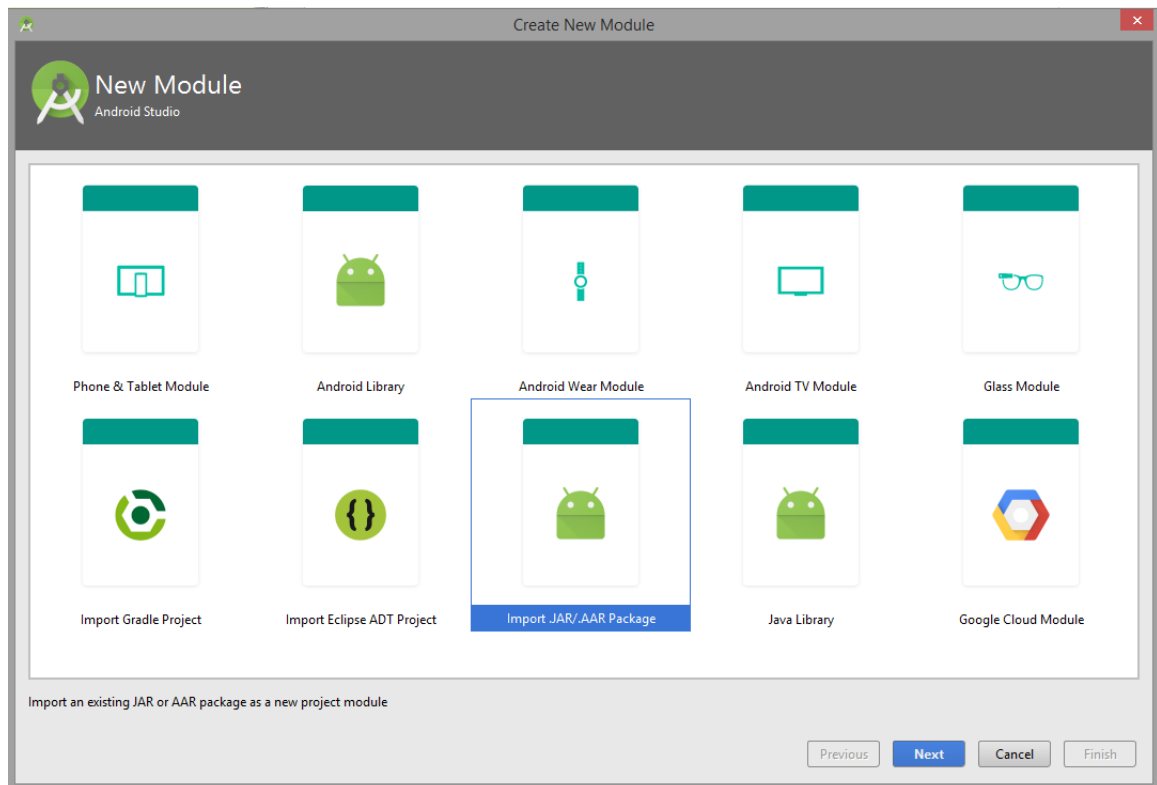 Create New Module
New Module
Android Studio
Phone & Tablet Module
Android Library
Android Wear Module
Android TV Module
Glass Module
Import Gradle Project
Import Eclipse ADT Project
Import .JAR/.AAR Package
Java Library
Google Cloud Module
Import an existing JAR or AAR package as a new project module
Previous
Next
Cancel
Finish